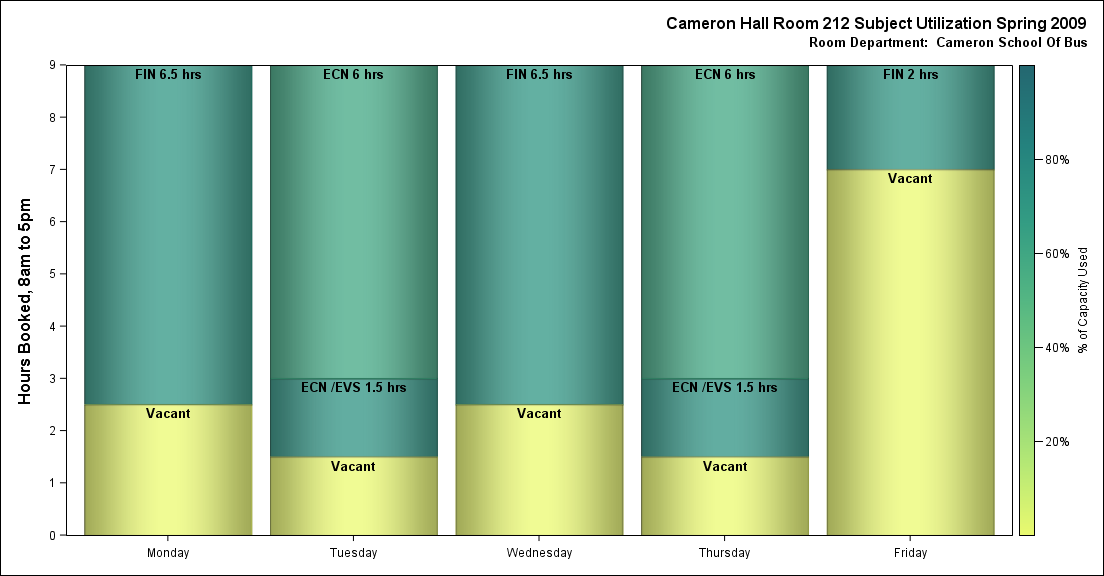 Cameron Hall Room 212 Subject Utilization Spring 2009
Room Department:  Cameron School Of Bus
Hours Booked, 8am to 5pm
9
8
7
6
5
4
3
2
1
0
FIN 6.5 hrs
Vacant
ECN 6 hrs
ECN /EVS 1.5 hrs
Vacant
FIN 6.5 hrs
Vacant
ECN 6 hrs
ECN /EVS 1.5 hrs
Vacant
FIN 2 hrs
Vacant
Monday
Tuesday
Wednesday
Thursday
Friday
80%
60%
40%
20%
% of Capacity Used